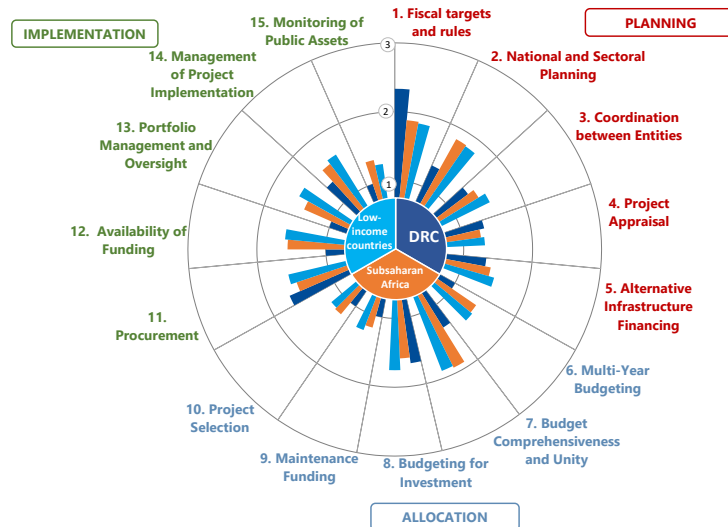 IMPLEMENTATION
PLANNING
1. Fiscal targets
and rules
2. National and Sectoral
Planning
3. Coordination
between Entities
4. Project
Appraisal
5. Alternative
Infrastructure
Financing
6. Multi-Year
Budgeting
7. Budget
Comprehensiveness
and Unity
8. Budgeting for
Investment
9. Maintenance
Funding
10. Project
Selection
11.
Procurement
12.  Availability of
Funding
13. Portfolio
Management and
Oversight
14. Management
of Project
Implementation
15. Monitoring of
Public Assets
3
2
1
Low-
income
countries
DRC
Subsaharan
Africa
ALLOCATION